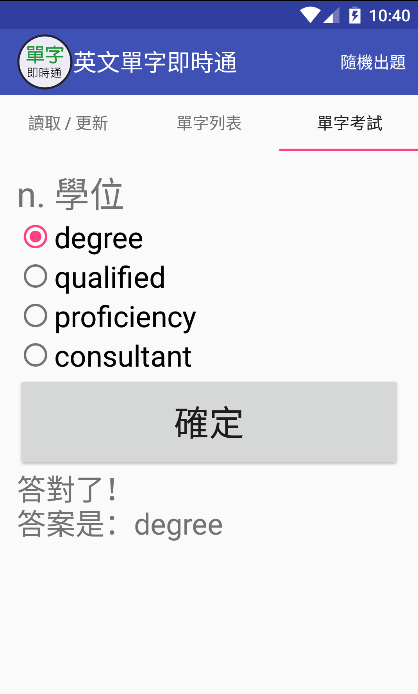 10:40
單字
即時通
英文單字即時通
隨機出題
讀取 / 更新
單字列表
單字考試
n. 學位
degree
qualified
proficiency
consultant
確定
答對了！
答案是：degree